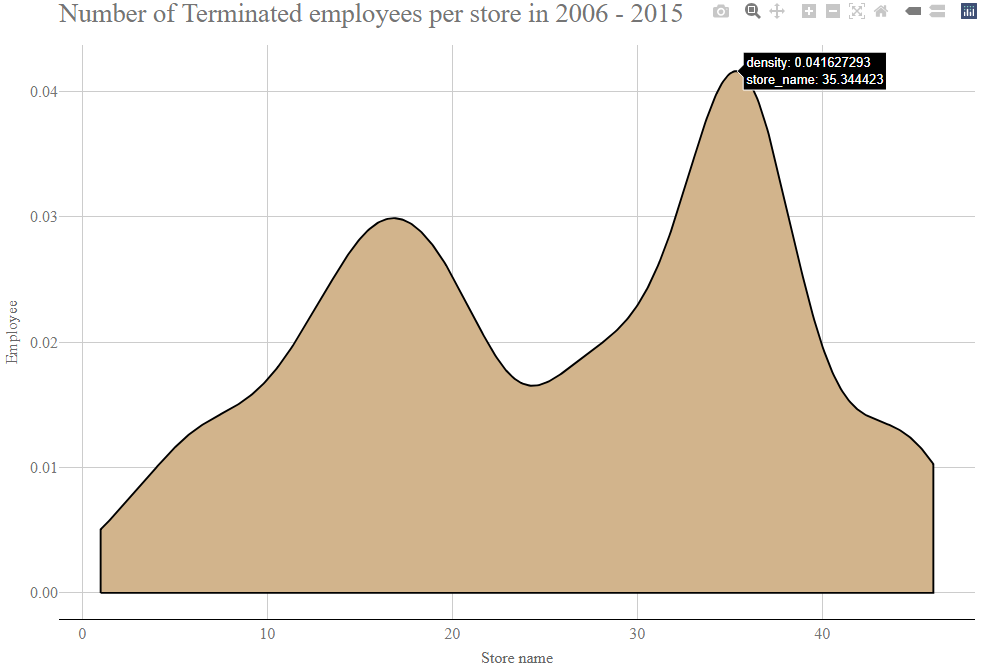 Number of Terminated employees per store in 2006 - 2015
density: 0.041627293
store_name: 35.344423
0.04
0.03
0.02
0.01
0.00
Employee
0
10
20
30
40
Store name